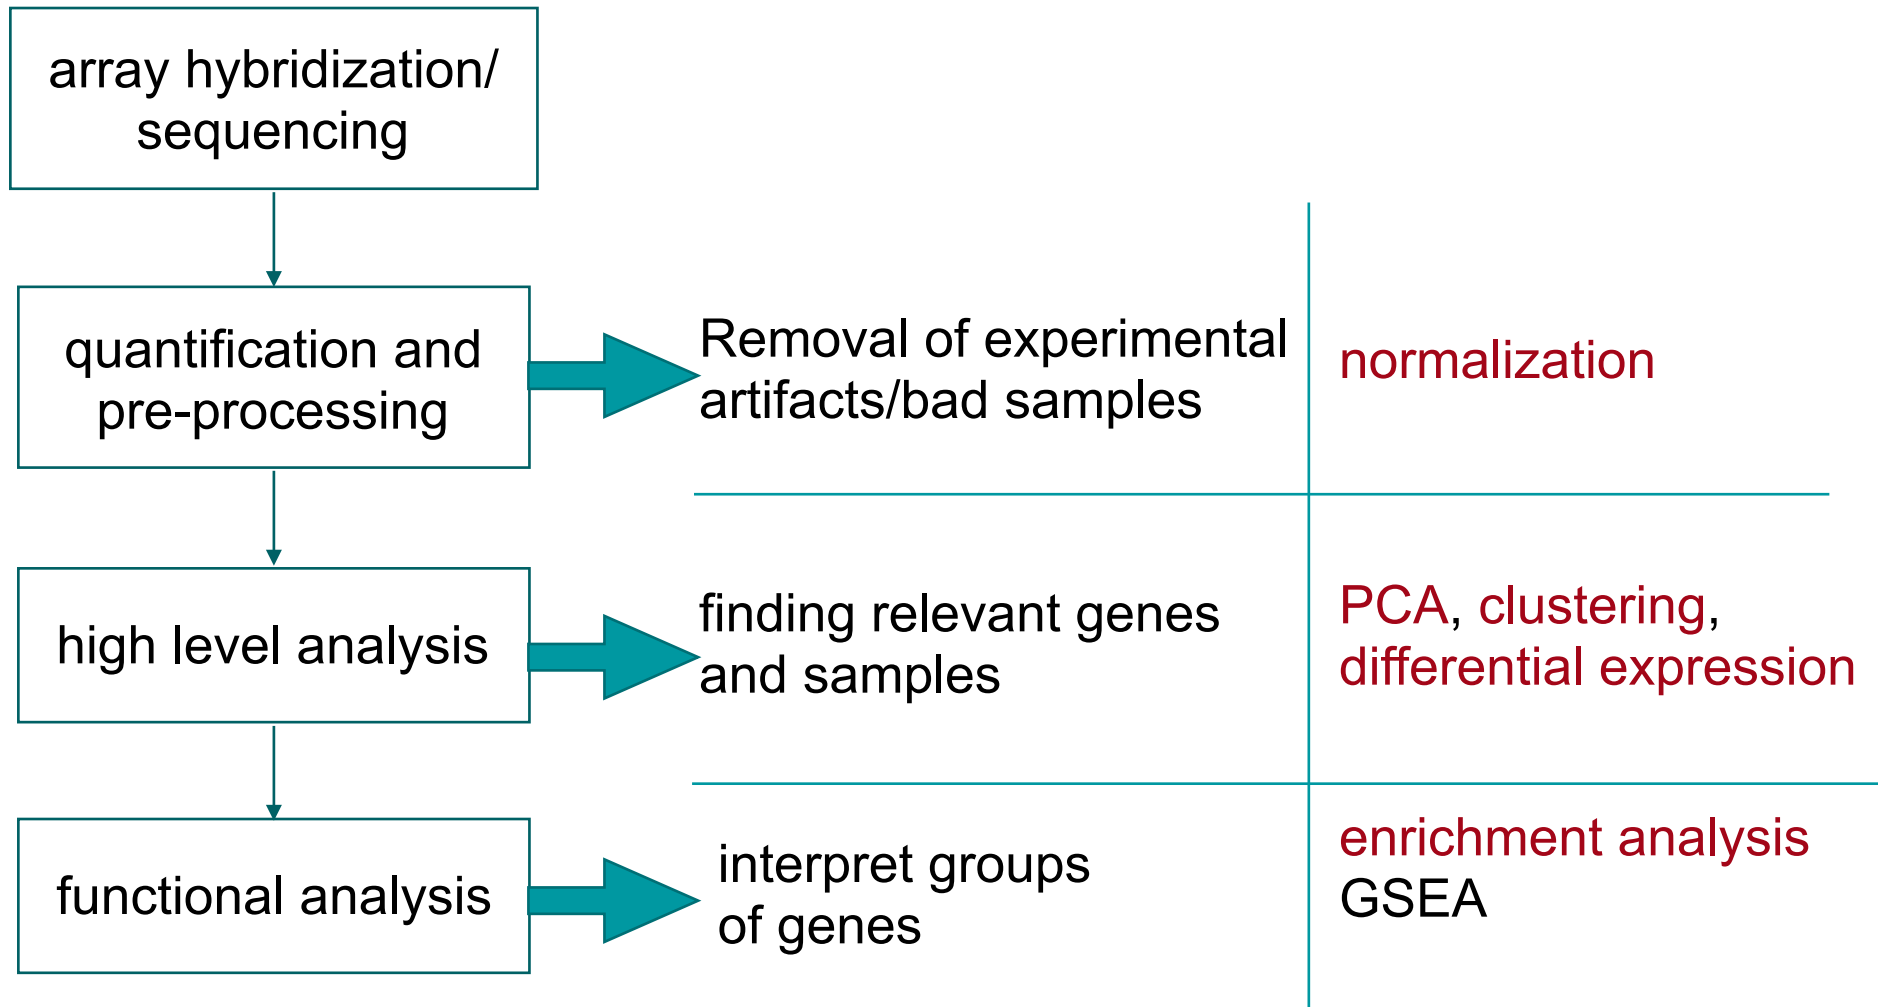 array hybridization/
sequencing
quantification and
pre-processing
Removal of experimental
artifacts/bad samples
normalization
high level analysis
finding relevant genes
and samples
PCA, clustering,
differential expression
functional analysis
interpret groups
of genes
enrichment analysis
GSEA